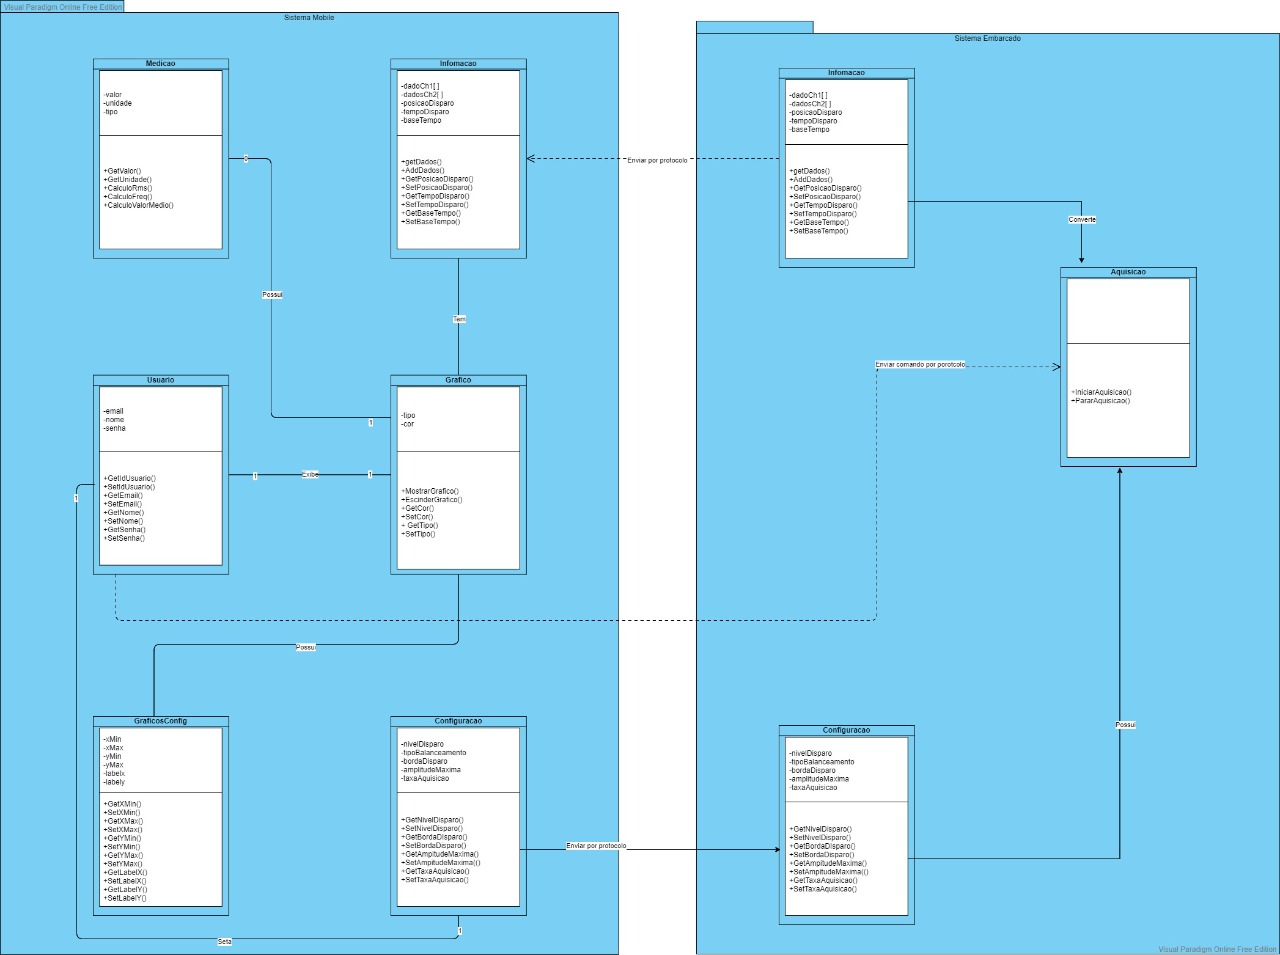 Visual Paradigm Online Free Edition
Sistema Mobile
Medicao
-valor
-unidade
-tipo
+GetValor()
+GetUnidade()
+CalculoRms()
+CalculoFreq()
+CalculoValorMedio()
Infomacao
-dadoCh1[ ]
-dadosCh2[ ]
-posicaoDisparo
-tempoDisparo
-baseTempo
+getDados()
+AddDados()
+GetPosicaoDisparo()
+SetPosicaoDisparo()
+GetTempoDisparo()
+SetTempoDisparo()
+GetBaseTempo()
+SetBaseTempo()
Possui
1
Tem
Usuario
-email
-nome
-senha
+GetIdUsuario()
+SetIdUsuario()
+GetEmail()
+SetEmail()
+GetNome()
+SetNome()
+GetSenha()
+SetSenha()
1
Exibe
1
Grafico
-tipo
-cor
+MostrarGrafico()
+EscinderGrafico()
+GetCor()
+SetCor()
+ GetTipo()
+SetTipo()
1
Possui
GraficosConfig
-xMin
-xMax
-yMin
-yMax
-labelx
-labely
+GetXMin()
+SetXMin()
+GetXMax()
+SetXMax()
+GetYMin()
+SetYMin()
+GetYMax()
+SetYMax()
+GetLabelX()
+SetLabelX()
+GetLabelY()
+SetLabelY()
Configuracao
-nivelDisparo
-tipoBalanceamento
-bordaDisparo
-amplitudeMaxima
-taxaAquisicao
+GetNivelDisparo()
+SetNivelDisparo()
+GetBordaDisparo()
+SetBordaDisparo()
+GetAmpitudeMaxima()
+SetAmpitudeMaxima(()
+GetTaxaAquisicao()
+SetTaxaAquisicao()
1
Seta
Enviar por protocolo
Enviar comando por porotcolo
Enviar por protocolo
Sistema Embarcado
Infomacao
-dadoCh1[ ]
-dadosCh2[ ]
-posicaoDisparo
-tempoDisparo
-baseTempo
+getDados()
+AddDados()
+GetPosicaoDisparo()
+SetPosicaoDisparo()
+GetTempoDisparo()
+SetTempoDisparo()
+GetBaseTempo()
+SetBaseTempo()
Converte
Aquisicao
+IniciarAquisicao()
+PararAquisicao()
Possui
Configuracao
-nivelDisparo
-tipoBalanceamento
-bordaDisparo
-amplitudeMaxima
-taxaAquisicao
+GetNivelDisparo()
+SetNivelDisparo()
+GetBordaDisparo()
+SetBordaDisparo()
+GetAmpitudeMaxima()
+SetAmpitudeMaxima(()
+GetTaxaAquisicao()
+SetTaxaAquisicao()
Visual Paradigm Online Free Edition